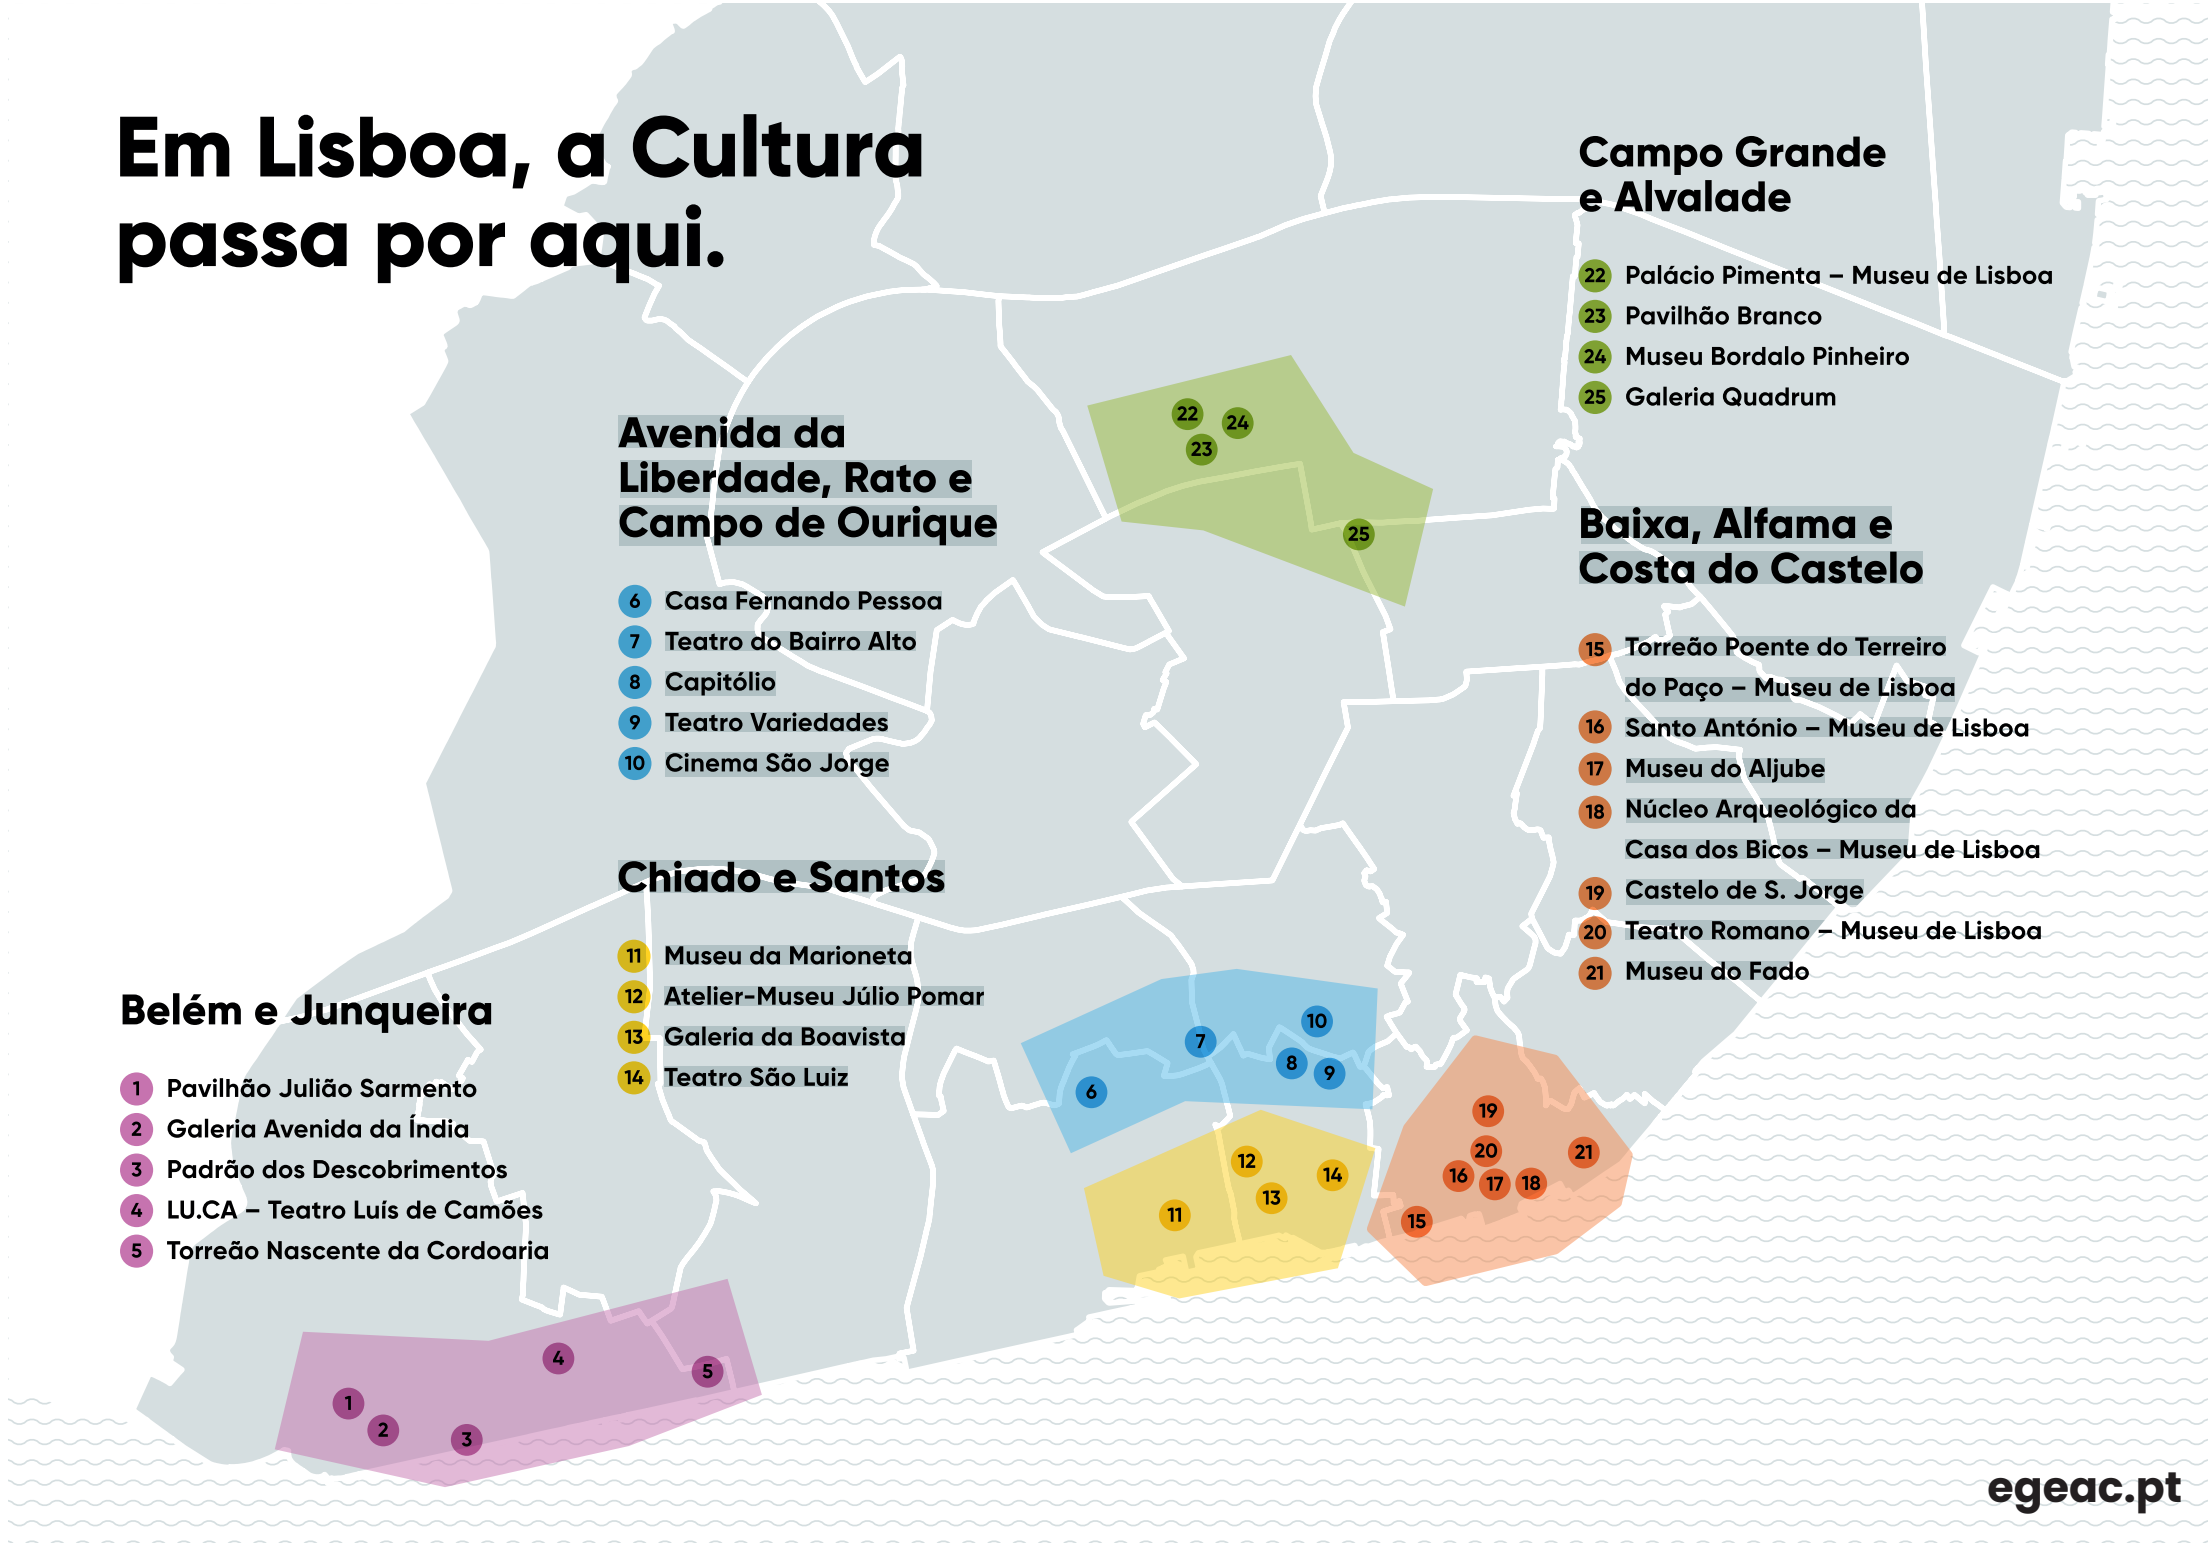 Em Lisboa, a Cultura
passa por aqui.
Campo Grande
e Alvalade
22 Palácio Pimenta – Museu de Lisboa
23 Pavilhão Branco
24 Museu Bordalo Pinheiro
25 Galeria Quadrum
Avenida da
Liberdade, Rato e
Campo de Ourique
6 Casa Fernando Pessoa
7 Teatro do Bairro Alto
8 Capitólio
9 Teatro Variedades
10 Cinema São Jorge
Baixa, Alfama e
Costa do Castelo
15 Torreão Poente do Terreiro
do Paço – Museu de Lisboa
16 Santo António – Museu de Lisboa
17 Museu do Aljube
18 Núcleo Arqueológico da
Casa dos Bicos – Museu de Lisboa
19 Castelo de S. Jorge
20 Teatro Romano – Museu de Lisboa
21 Museu do Fado
Chiado e Santos
11 Museu da Marioneta
12 Atelier-Museu Júlio Pomar
13 Galeria da Boavista
14 Teatro São Luiz
Belém e Junqueira
1 Pavilhão Julião Sarmento
2 Galeria Avenida da Índia
3 Padrão dos Descobrimentos
4 LU.CA – Teatro Luís de Camões
5 Torreão Nascente da Cordoaria
22
24
23
25
10
7
8
9
6
12
14
13
11
19
20
21
16
17
18
15
4
5
1
2
3
egeac.pt